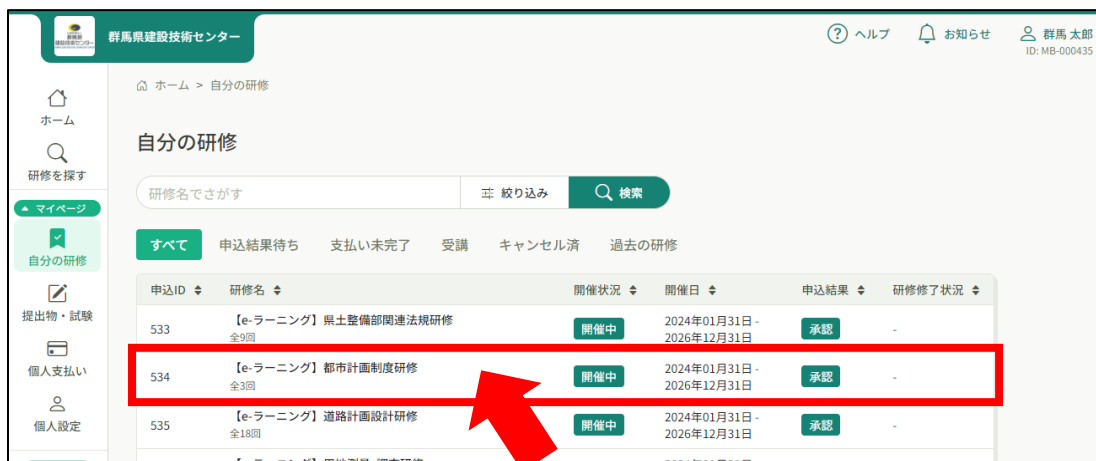 群馬県建設技術センター
ヘルプ
お知らせ
群馬 太郎
ID: MB-000435
ホーム > 自分の研修
ホーム
研修を探す
マイページ
自分の研修
提出物・試験
個人支払い
個人設定
自分の研修
研修名でさがす
絞り込み
検索
すべて 申込結果待ち 支払い未完了 受講 キャンセル済 過去の研修
申込ID 研修名 開催状況 開催日 申込結果 研修修了状況
533 【e-ラーニング】県土整備部関連法規研修 開催中 2024年01月31日 - 承認 -
全9回 2026年12月31日
534 【e-ラーニング】都市計画制度研修 開催中 2024年01月31日 - 承認 -
全3回 2026年12月31日
535 【e-ラーニング】道路計画設計研修 開催中 2024年01月31日 - 承認 -
全18回 2026年12月31日